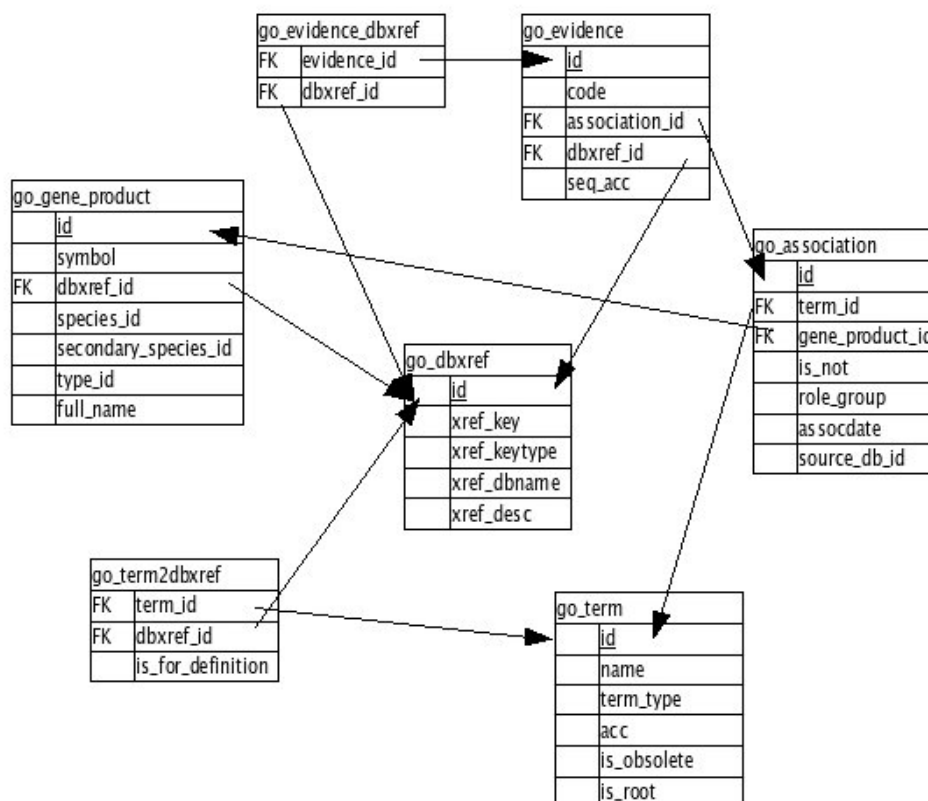 go_evidence_dbxref
FK evidence_id
FK dbxref_id
go_evidence
id
code
FK association_id
FK dbxref_id
seq_acc
go_gene_product
id
symbol
FK dbxref_id
species_id
secondary_species_id
type_id
full_name
go_association
id
FK term_id
FK gene_product_id
is_not
role_group
assocdate
source_db_id
go_dbxref
id
xref_key
xref_keytype
xref_dbname
xref_desc
go_term2dbxref
FK term_id
FK dbxref_id
is_for_definition
go_term
id
name
term_type
acc
is_obsolete
is_root